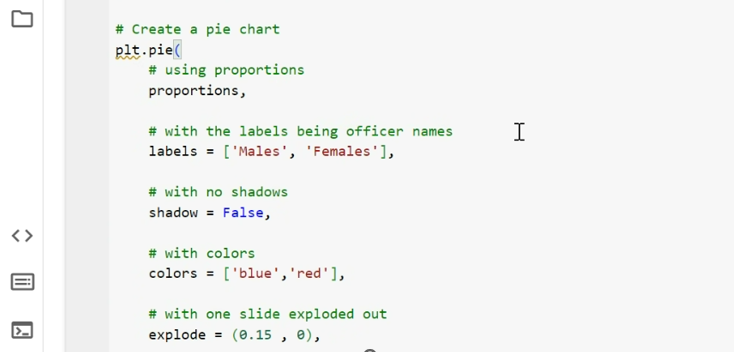 # Create a pie chart
plt.pie(
# using proportions
proportions,
# with the labels being officer names
labels = ['Males', 'Females'],
# with no shadows
shadow = False,
# with colors
colors = ['blue','red'],
# with one slide exploded out
explode = (0.15 , 0),